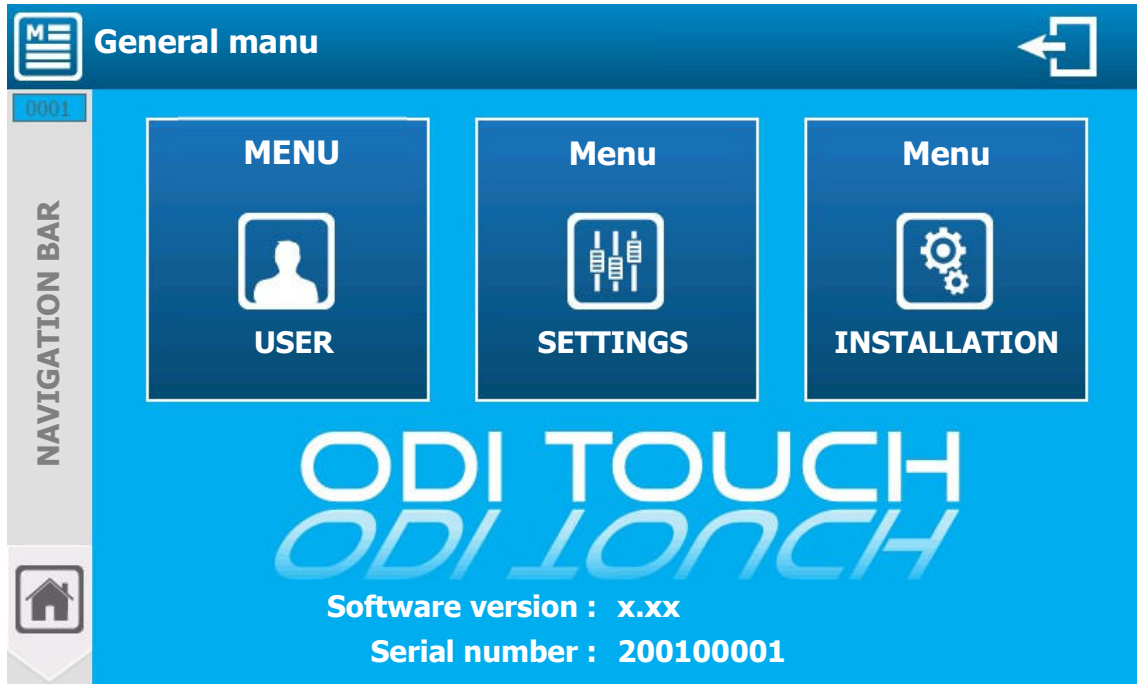 M
General manu
0001
NAVIGATION BAR
MENU
USER
Menu
SETTINGS
Menu
INSTALLATION
ODI TOUCH
ODI TOUCH
Software version : x.xx
Serial number : 200100001